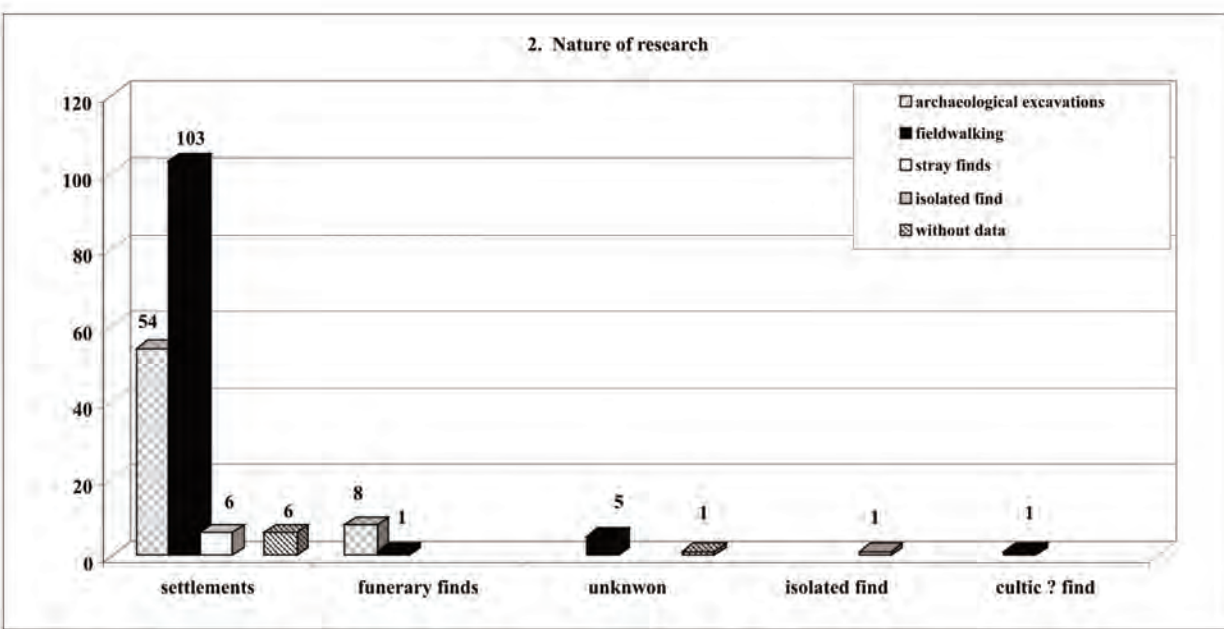 2. Nature of research
archaeological excavations
fieldwalking
stray finds
isolated find
without data
120
100
80
60
40
20
0
54
103
6
6
8
1
5
1
1
1
settlements
funerary finds
unknwon
isolated find
cultic ? find